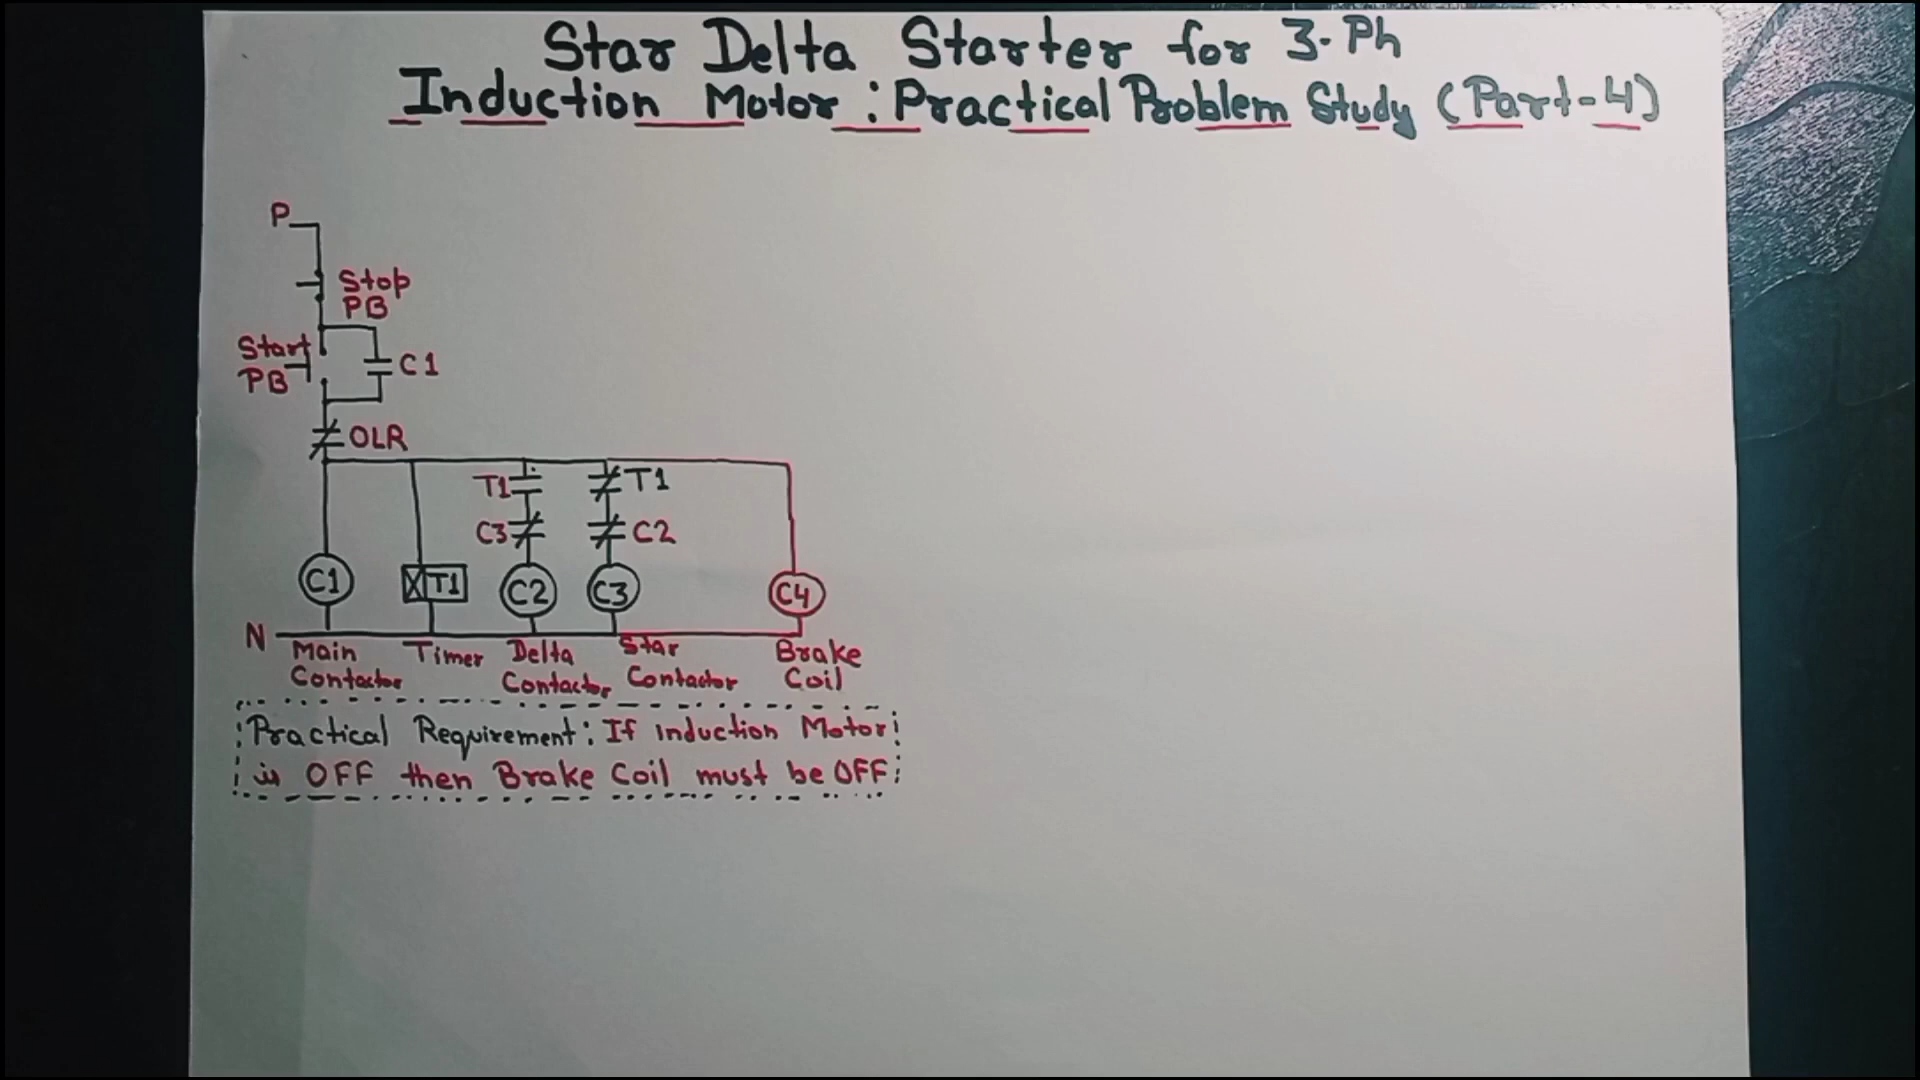 Star Delta Starter for 3-Ph
Induction Motor : Practical Problem Study (Part-4)
P
Stop
PB
Start
PB
C1
OLR
T1
T1
C3
C2
C1
T1
C2
C3
C4
N
Main
Contactor
Timer
Delta
Contactor
Star
Contactor
Brake
Coil
Practical Requirement: If induction Motor
is OFF then Brake Coil must be OFF